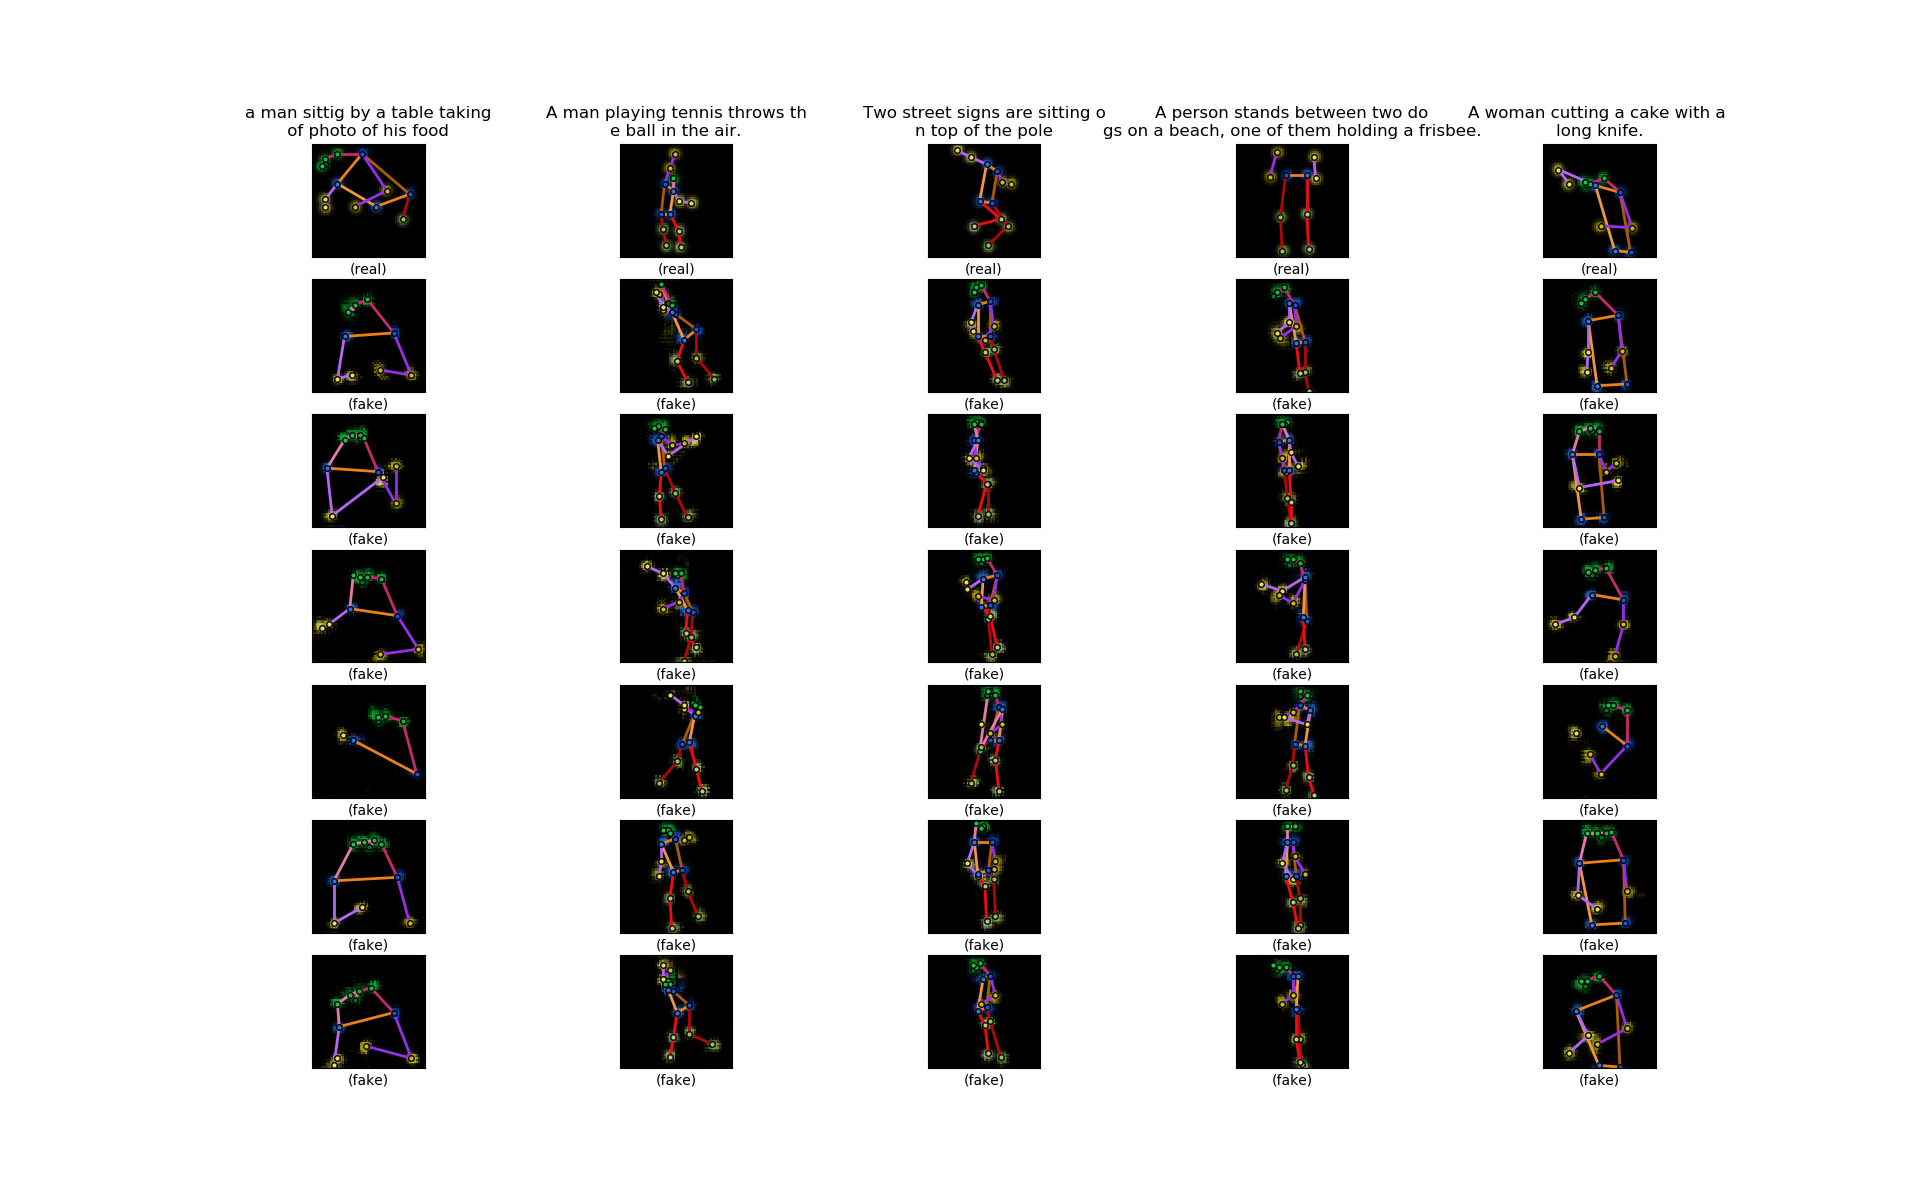 a man sittig by a table taking
of photo of his food
A man playing tennis throws th
e ball in the air.
Two street signs are sitting o
n top of the pole
A person stands between two do
gs on a beach, one of them holding a frisbee.
A woman cutting a cake with a
long knife.
(real) (real) (real) (real) (real)
(fake) (fake) (fake) (fake) (fake)
(fake) (fake) (fake) (fake) (fake)
(fake) (fake) (fake) (fake) (fake)
(fake) (fake) (fake) (fake) (fake)
(fake) (fake) (fake) (fake) (fake)
(fake) (fake) (fake) (fake) (fake)